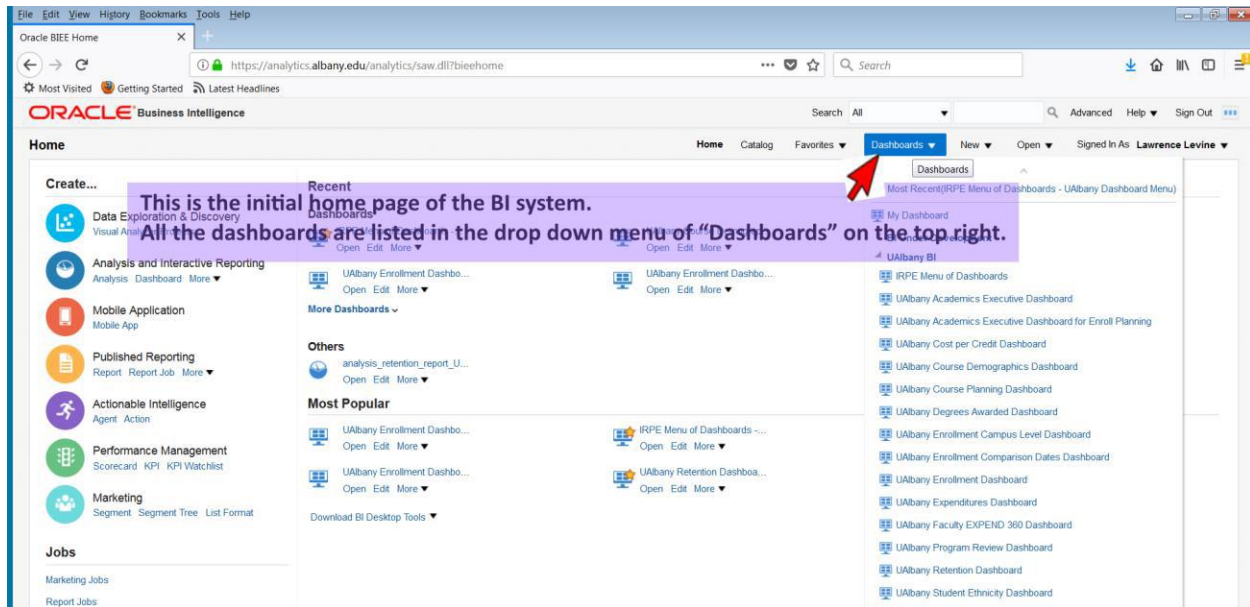 File Edit View History Bookmarks Tools Help
Oracle BIEE Home
https://analytics.albany.edu/analytics/saw.dll?bieehome
Search
Most Visited Getting Started Latest Headlines
ORACLE Business Intelligence
Search All Advanced Help Sign Out
Home
Home Catalog Favorites Dashboards New Open Signed In As Lawrence Levine
Dashboards
Most Recent(IRPE Menu of Dashboards - UAlbany Dashboard Menu)
My Dashboard
UAlbany BI
IRPE Menu of Dashboards
UAlbany Academics Executive Dashboard
UAlbany Academics Executive Dashboard for Enroll Planning
UAlbany Cost per Credit Dashboard
UAlbany Course Demographics Dashboard
UAlbany Course Planning Dashboard
UAlbany Degrees Awarded Dashboard
UAlbany Enrollment Campus Level Dashboard
UAlbany Enrollment Comparison Dates Dashboard
UAlbany Enrollment Dashboard
UAlbany Expenditures Dashboard
UAlbany Faculty EXPEND 360 Dashboard
UAlbany Program Review Dashboard
UAlbany Retention Dashboard
UAlbany Student Ethnicity Dashboard
This is the initial home page of the BI system.
All the dashboards are listed in the drop down menu of “Dashboards” on the top right.
Create...
Data Exploration & Discovery
Analysis and Interactive Reporting
Analysis Dashboard More
Mobile Application
Mobile App
Published Reporting
Report Report Job More
Actionable Intelligence
Agent Action
Performance Management
Scorecard KPI KPI Watchlist
Marketing
Segment Segment Tree List Format
Jobs
Marketing Jobs
Report Jobs
Recent
Dashboards
Open Edit More
Open Edit More
UAlbany Enrollment Dashbo...
Open Edit More
UAlbany Enrollment Dashbo...
Open Edit More
More Dashboards
Others
analysis_retention_report_U...
Open Edit More
Most Popular
UAlbany Enrollment Dashbo...
Open Edit More
IRPE Menu of Dashboards -...
Open Edit More
UAlbany Enrollment Dashbo...
Open Edit More
UAlbany Retention Dashboa...
Open Edit More
Download BI Desktop Tools